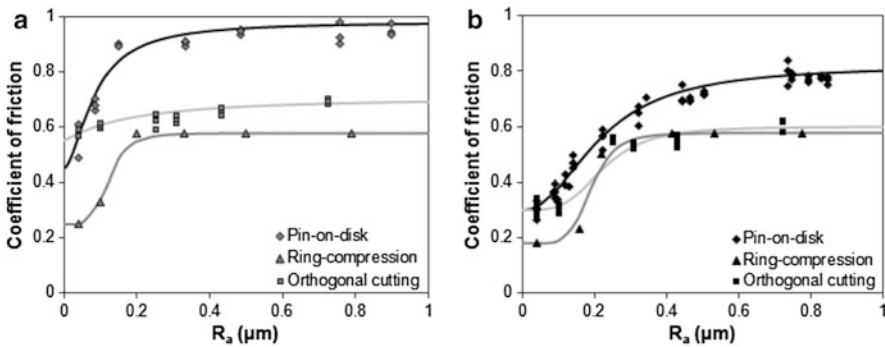 a
Coefficient of friction
1
0.8
0.6
0.4
0.2
0
0 0.2 0.4 0.6 0.8 1
Rₐ (µm)
Pin-on-disk
Ring-compression
Orthogonal cutting
b
Coefficient of friction
1
0.8
0.6
0.4
0.2
0
0 0.2 0.4 0.6 0.8 1
Rₐ (µm)
Pin-on-disk
Ring-compression
Orthogonal cutting